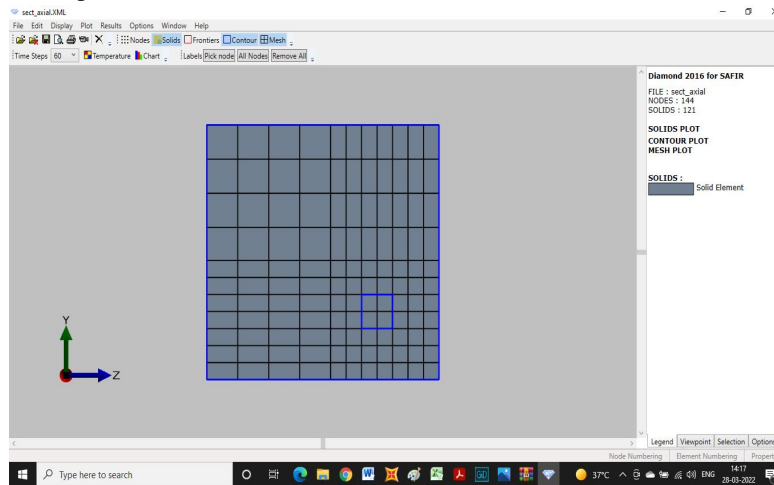 sect_axial.XML
File Edit Display Plot Results Options Window Help
Nodes Solids Frontiers Contour Mesh
Time Steps 60 Temperature Chart Labels Pick node All Nodes Remove All
Diamond 2016 for SAFIR
FILE : sect_axial
NODES : 144
SOLIDS : 121
SOLIDS PLOT
CONTOUR PLOT
MESH PLOT
SOLIDS :
Solid Element
Y
Z
Legend Viewpoint Selection Options
Node Numbering Element Numbering Propert
Type here to search
37°C ENG 14:17
28-03-2022